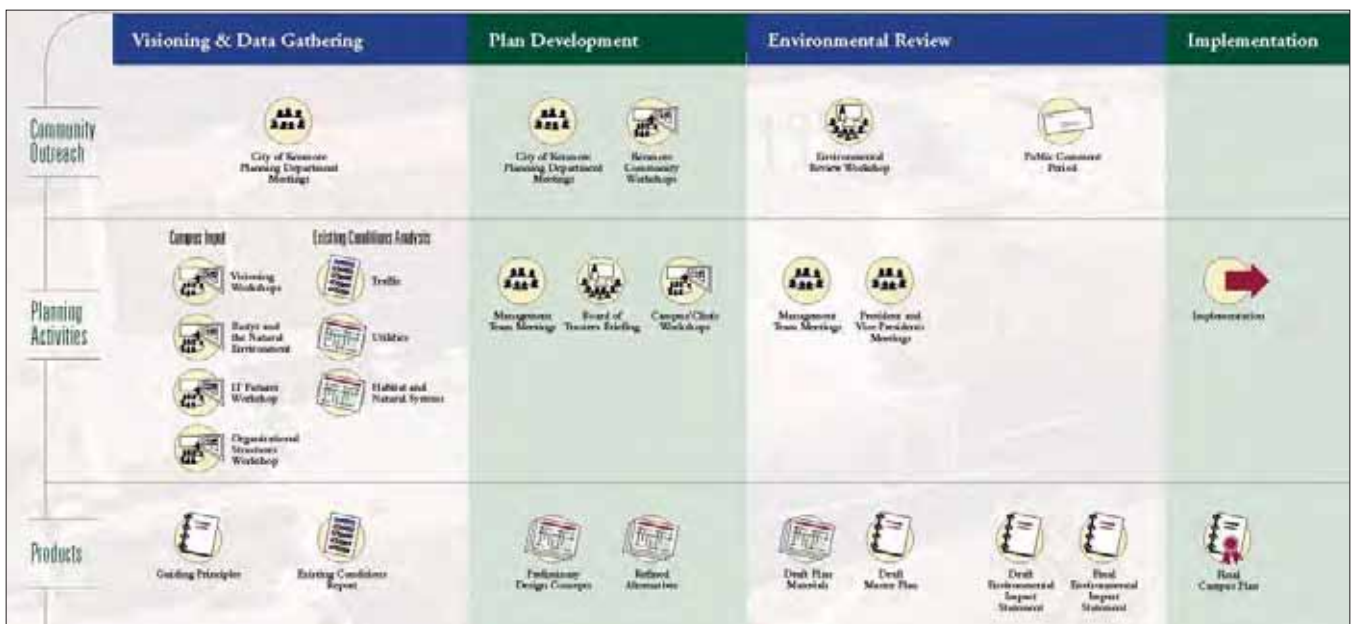 Visioning & Data Gathering
Plan Development
Environmental Review
Implementation
Community
Outreach
City of Kenmore
Planning Department
Meetings
City of Kenmore
Planning Department
Meetings
Kenmore
Community
Workshops
Environmental
Review Workshop
Public Comment
Period
Planning
Activities
Campus Input
Visioning
Workshops
Bastyr and
the Natural
Environment
IT Futures
Workshop
Organizational
Structures
Workshop
Existing Conditions Analysis
Traffic
Utilities
Habitat and
Natural Systems
Management
Team Meetings
Board of
Trustees Briefing
Campus/Clinic
Workshops
Management
Team Meetings
President and
Vice Presidents
Meetings
Implementation
Products
Guiding Principles
Existing Conditions
Report
Preliminary
Design Concepts
Refined
Alternatives
Draft Plan
Materials
Draft
Master Plan
Draft
Environmental
Impact
Statement
Final
Environmental
Impact
Statement
Final
Campus Plan